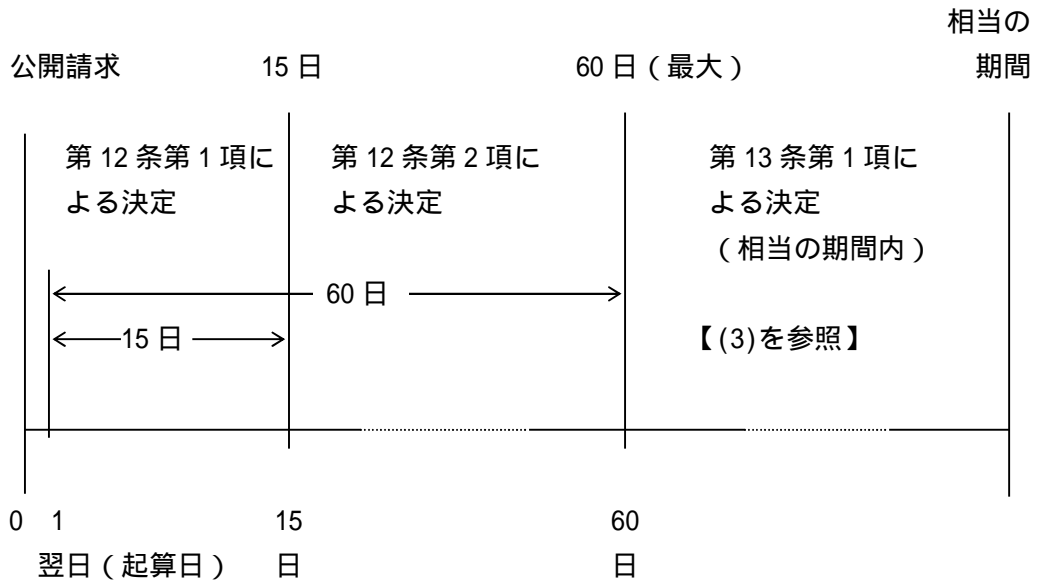 相当の
公開請求 15日 60日(最大) 期間
第12条第1項に 第12条第2項に 第13条第1項に
よる決定 よる決定 よる決定
(相当の期間内)
60日
15日 【(3)を参照】
0 1 15 60
翌日(起算日) 日 日